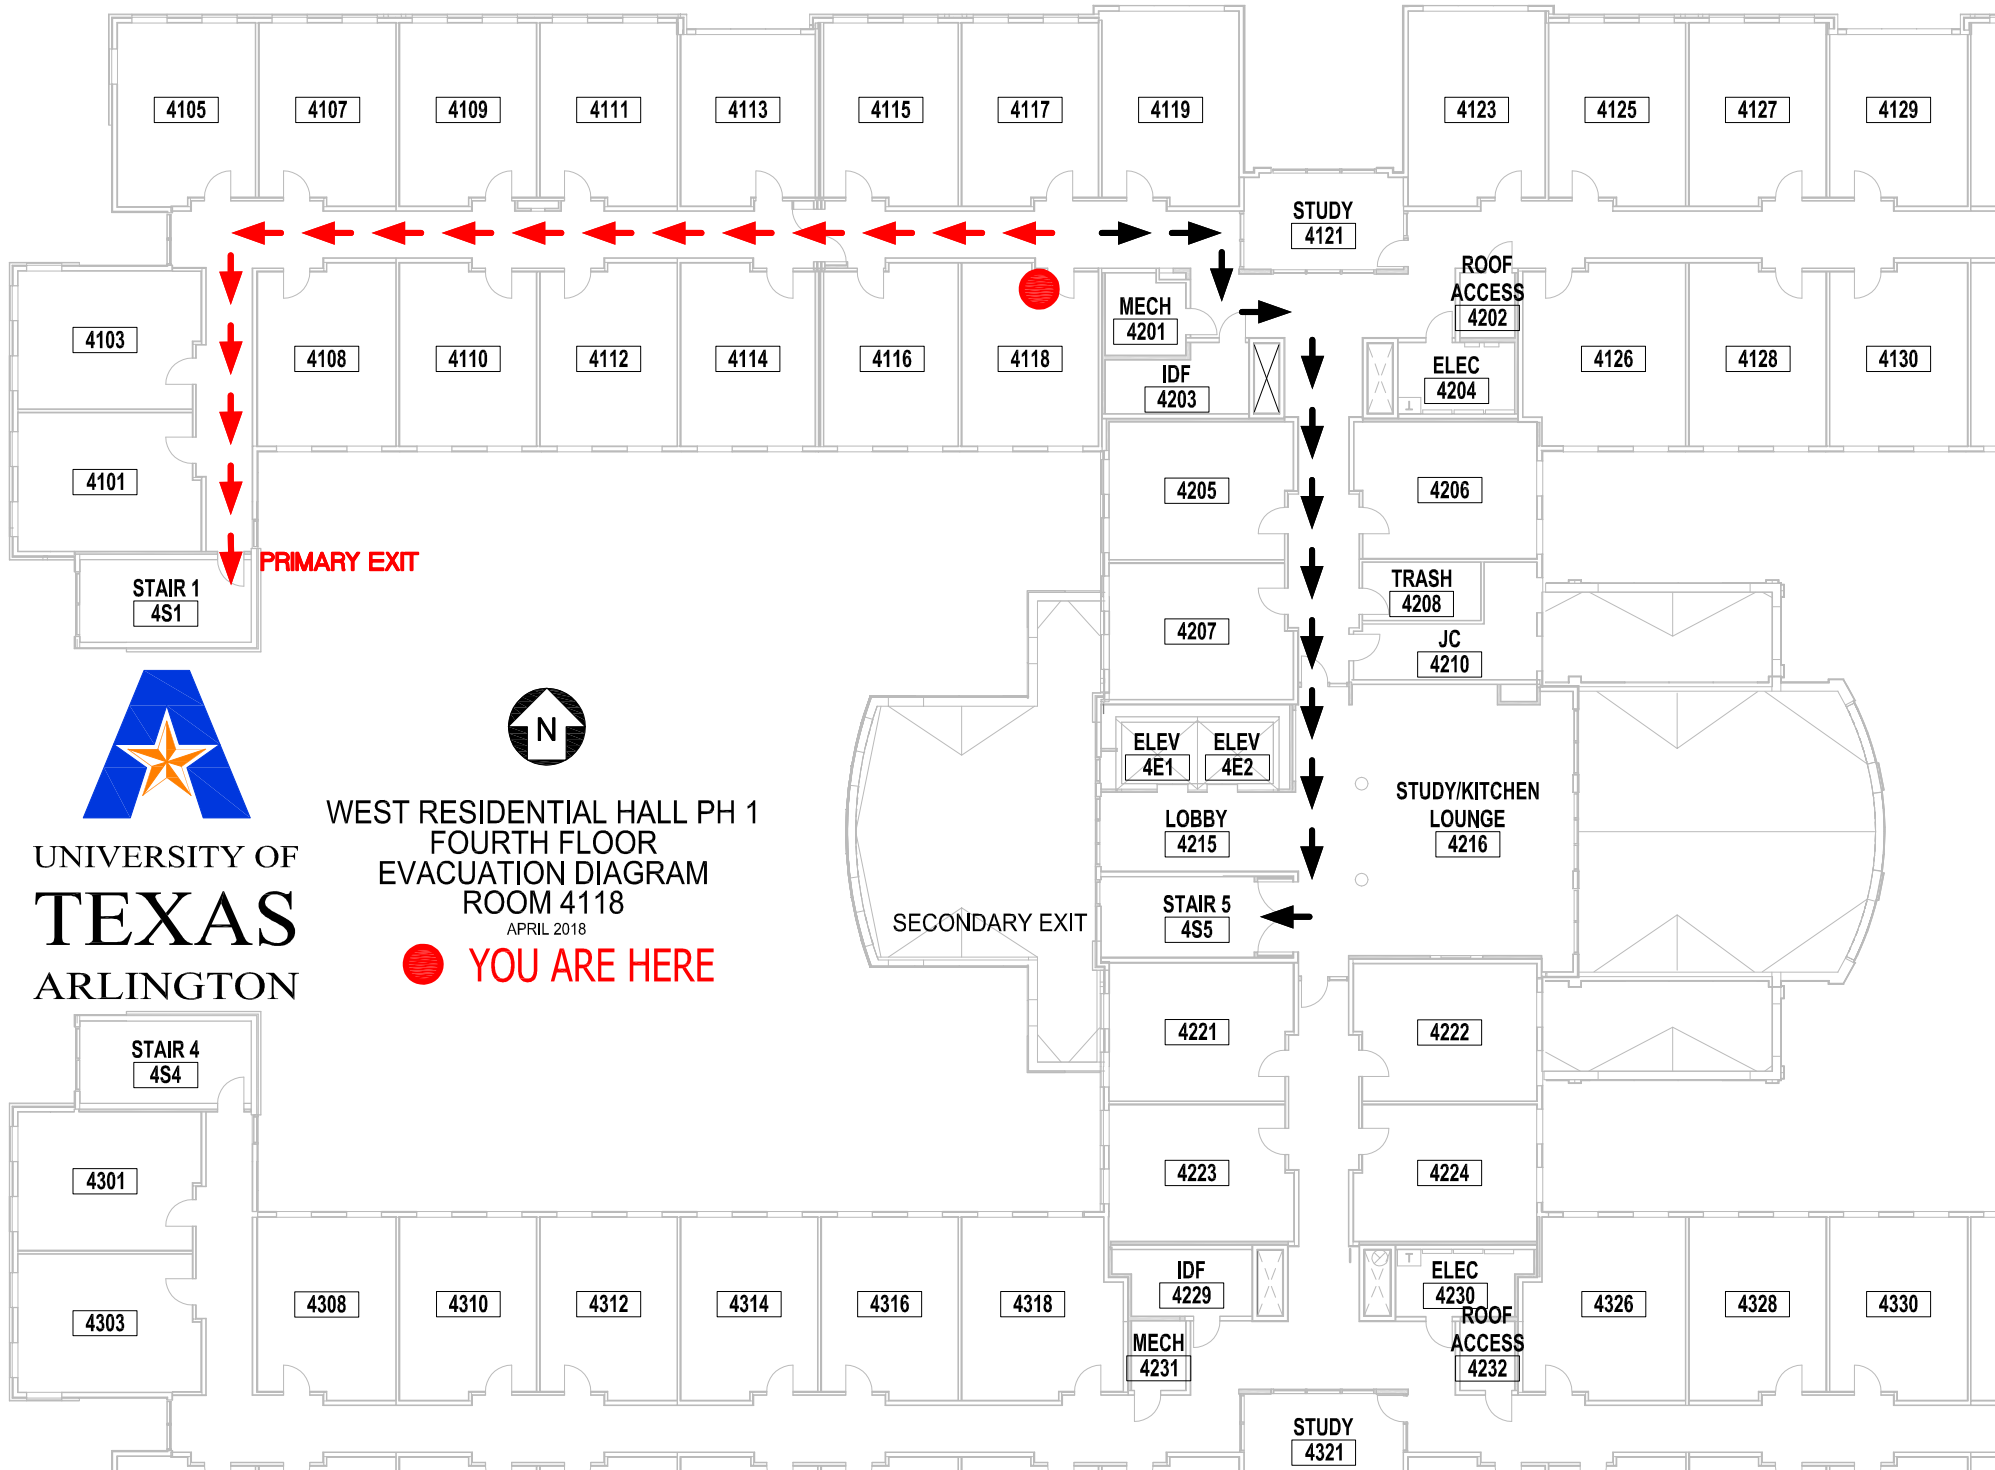 4105
4107
4109
4111
4113
4115
4117
4119
4123
4125
4127
4129
STUDY
4121
ROOF
ACCESS
4202
MECH
4201
4103
4108
4110
4112
4114
4116
4118
IDF
4203
ELEC
4204
4126
4128
4130
4101
4205
4206
PRIMARY EXIT
STAIR 1
4S1
TRASH
4208
4207
JC
4210
N
ELEV
4E1
ELEV
4E2
STUDY/KITCHEN
LOUNGE
4216
LOBBY
4215
UNIVERSITY OF
TEXAS
ARLINGTON
WEST RESIDENTIAL HALL PH 1
FOURTH FLOOR
EVACUATION DIAGRAM
ROOM 4118
APRIL 2018
YOU ARE HERE
SECONDARY EXIT
STAIR 5
4S5
STAIR 4
4S4
4221
4222
4301
4223
4224
IDF
4229
T
ELEC
4230
4303
4308
4310
4312
4314
4316
4318
MECH
4231
ROOF
ACCESS
4232
4326
4328
4330
STUDY
4321